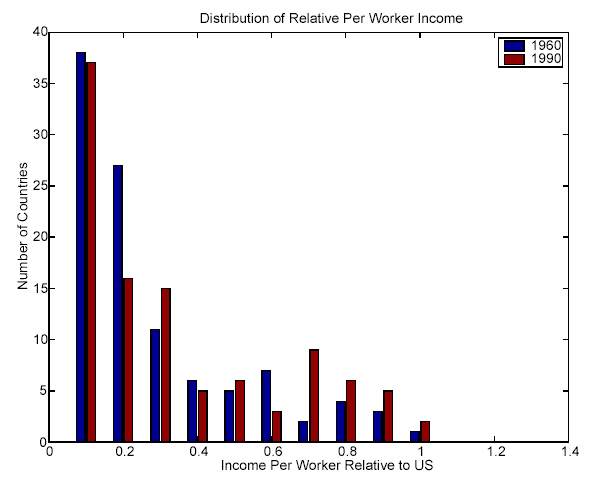 Distribution of Relative Per Worker Income
40
35
30
25
20
15
10
5
0
Number of Countries
1960
1990
0 0.2 0.4 0.6 0.8 1 1.2 1.4
Income Per Worker Relative to US